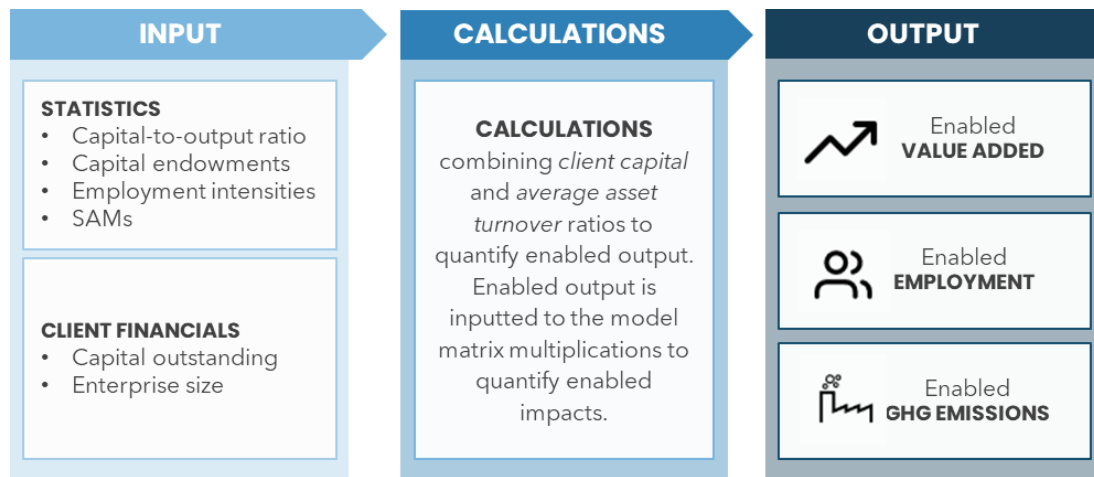 INPUT
STATISTICS
• Capital-to-output ratio
• Capital endowments
• Employment intensities
• SAMs
CLIENT FINANCIALS
• Capital outstanding
• Enterprise size
CALCULATIONS
CALCULATIONS
combining client capital
and average asset
turnover ratios to
quantify enabled output.
Enabled output is
inputted to the model
matrix multiplications to
quantify enabled
impacts.
OUTPUT
Enabled
VALUE ADDED
Enabled
EMPLOYMENT
Enabled
GHG EMISSIONS